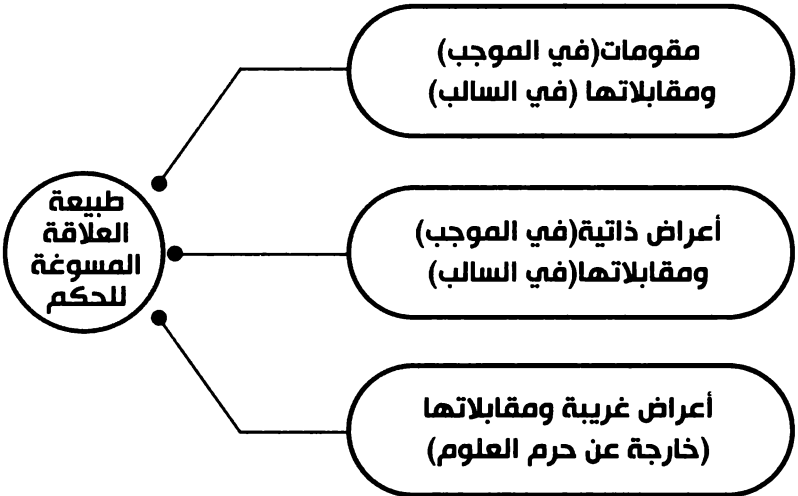 طبيعة
العلاقة
المسوغة
للحكم
مقومات(في الموجب)
ومقابلاتها (في السالب)
أعراض ذاتية(في الموجب)
ومقابلاتها(في السالب)
أعراض غريبة ومقابلاتها
(خارجة عن حرم العلوم)